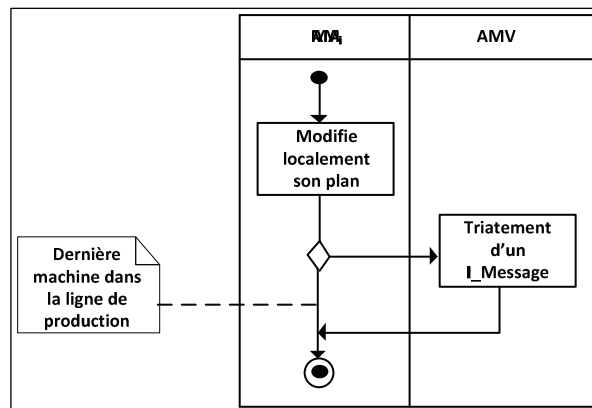 AMV
Modifie
localement
son plan
Triatement
d'un
I_Message
Dernière
machine dans
la ligne de
production